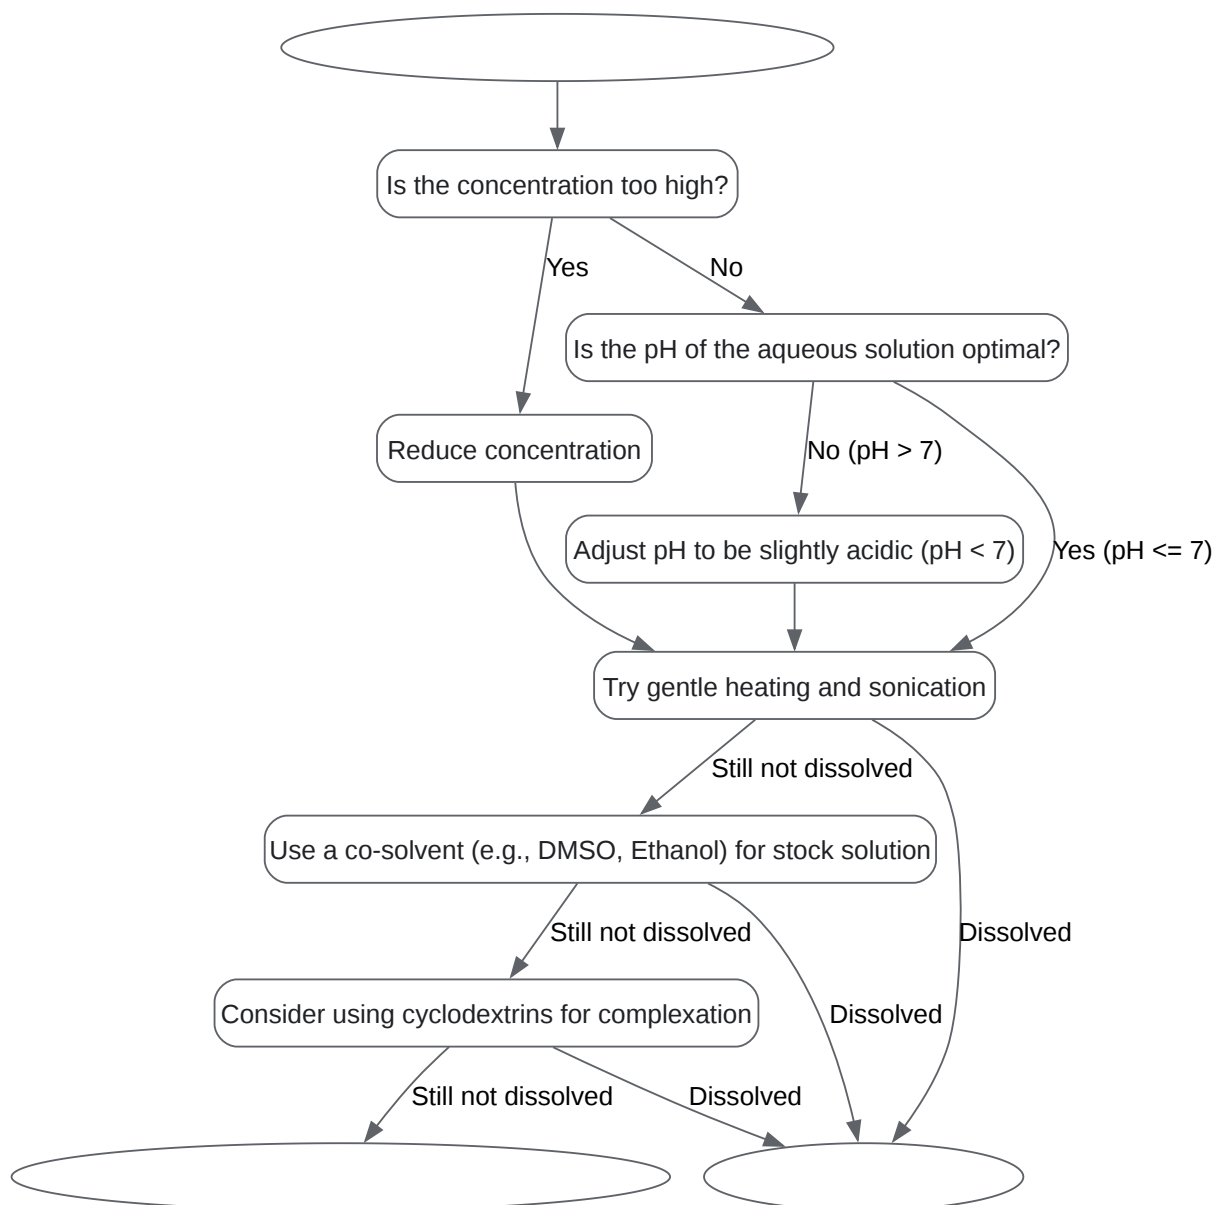 Is the concentration too high?
Yes
No
Is the pH of the aqueous solution optimal?
Reduce concentration
No (pH > 7)
Adjust pH to be slightly acidic (pH < 7)
Yes (pH <= 7)
Try gentle heating and sonication
Still not dissolved
Use a co-solvent (e.g., DMSO, Ethanol) for stock solution
Still not dissolved
Dissolved
Consider using cyclodextrins for complexation
Dissolved
Still not dissolved
Dissolved